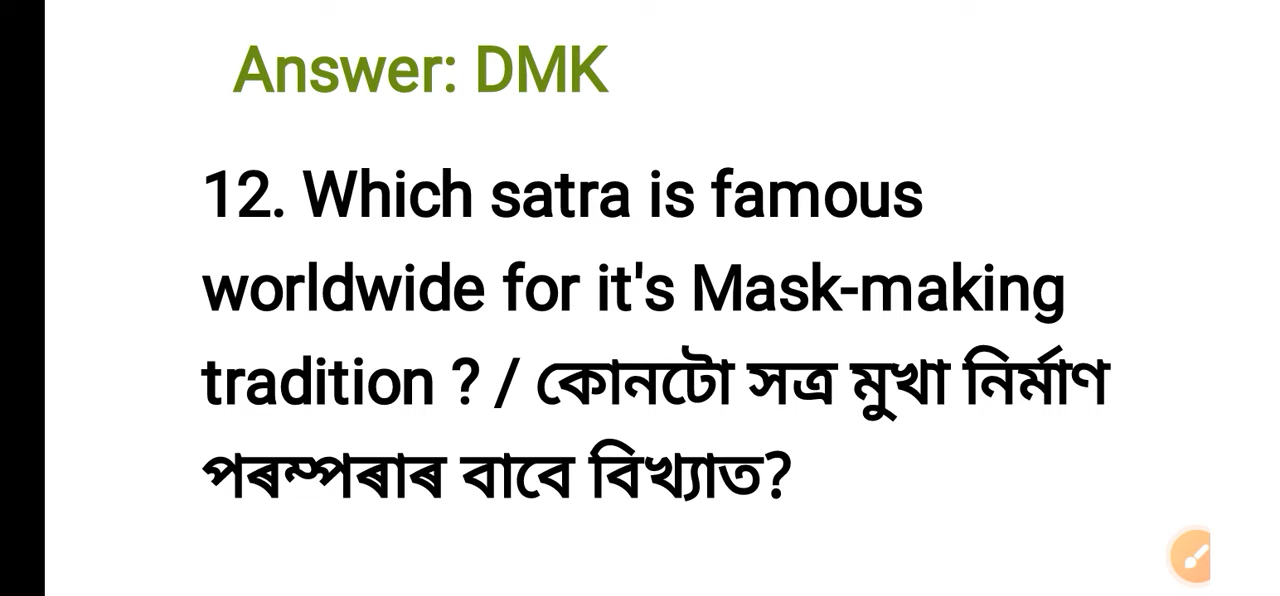 Answer: DMK
12. Which satra is famous
worldwide for it's Mask-making
tradition ? / কোনটো সত্ৰ মুখা নিৰ্মাণ
পৰম্পৰাৰ বাবে বিখ্যাত?